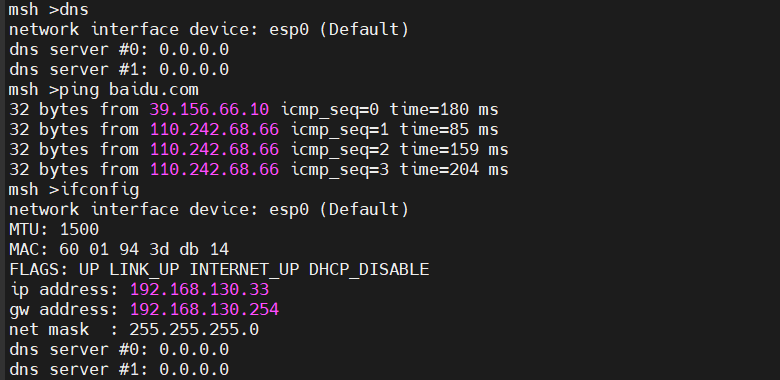 msh >dns
network interface device: esp0 (Default)
dns server #0: 0.0.0.0
dns server #1: 0.0.0.0
msh >ping baidu.com
32 bytes from 39.156.66.10 icmp_seq=0 time=180 ms
32 bytes from 110.242.68.66 icmp_seq=1 time=85 ms
32 bytes from 110.242.68.66 icmp_seq=2 time=159 ms
32 bytes from 110.242.68.66 icmp_seq=3 time=204 ms
msh >ifconfig
network interface device: esp0 (Default)
MTU: 1500
MAC: 60 01 94 3d db 14
FLAGS: UP LINK_UP INTERNET_UP DHCP_DISABLE
ip address: 192.168.130.33
gw address: 192.168.130.254
net mask  : 255.255.255.0
dns server #0: 0.0.0.0
dns server #1: 0.0.0.0